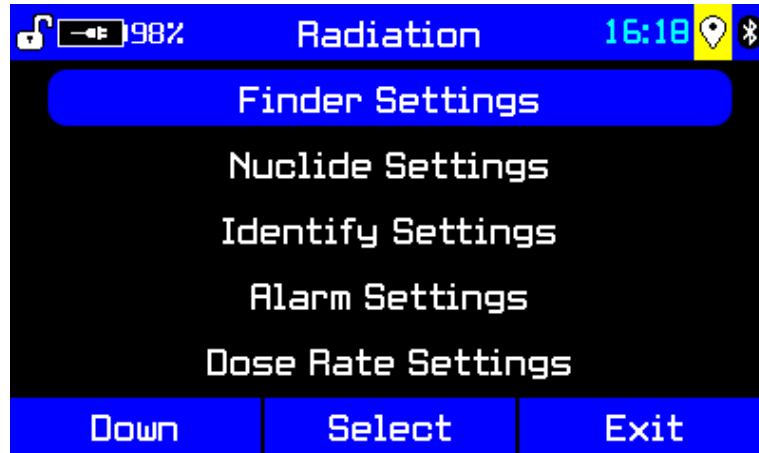 98% Radiation 16:18
Finder Settings
Nuclide Settings
Identify Settings
Alarm Settings
Dose Rate Settings
Down Select Exit